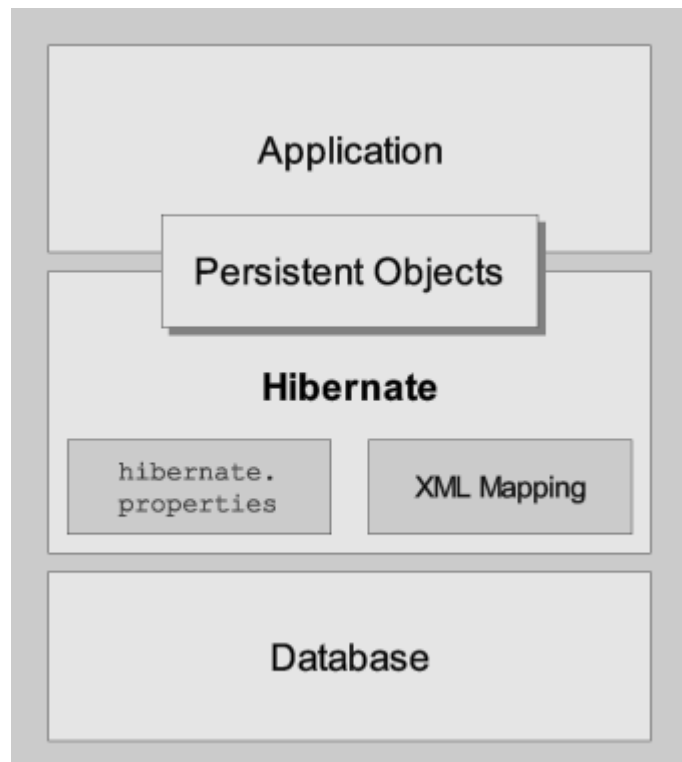 Application
Persistent Objects
Hibernate
hibernate.
properties
XML Mapping
Database